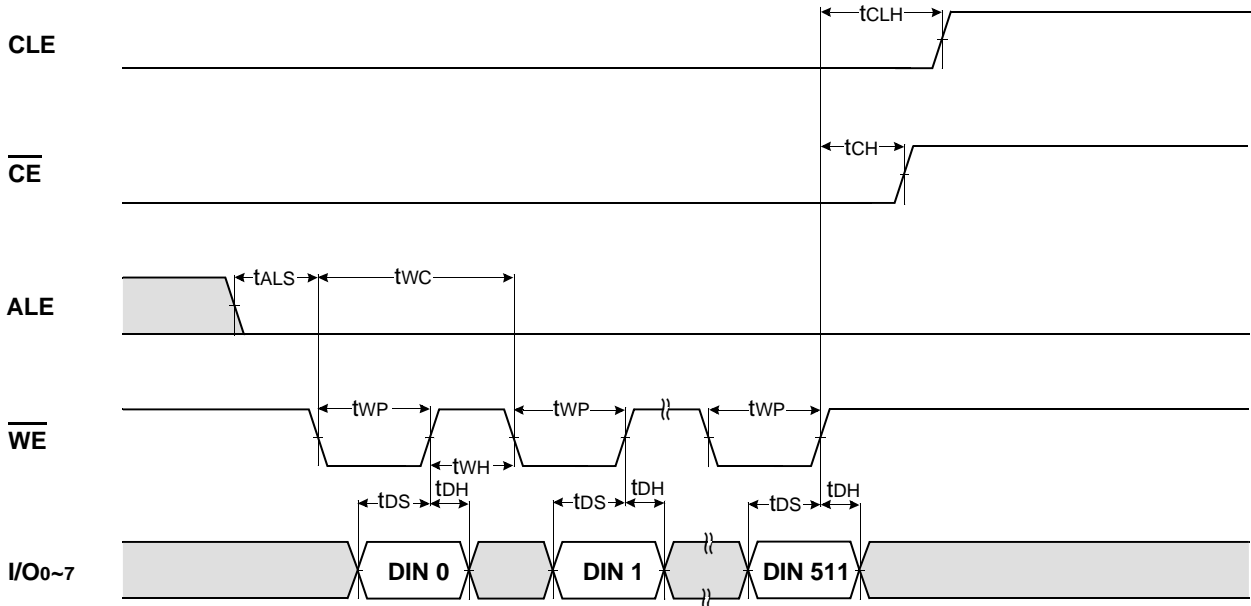 tCLH
CLE
tCH
CE
tALS
tWC
ALE
tWP
tWP
tWP
WE
tWH
tDS
tDH
tDS
tDH
tDS
tDH
I/O0~7
DIN 0
DIN 1
DIN 511